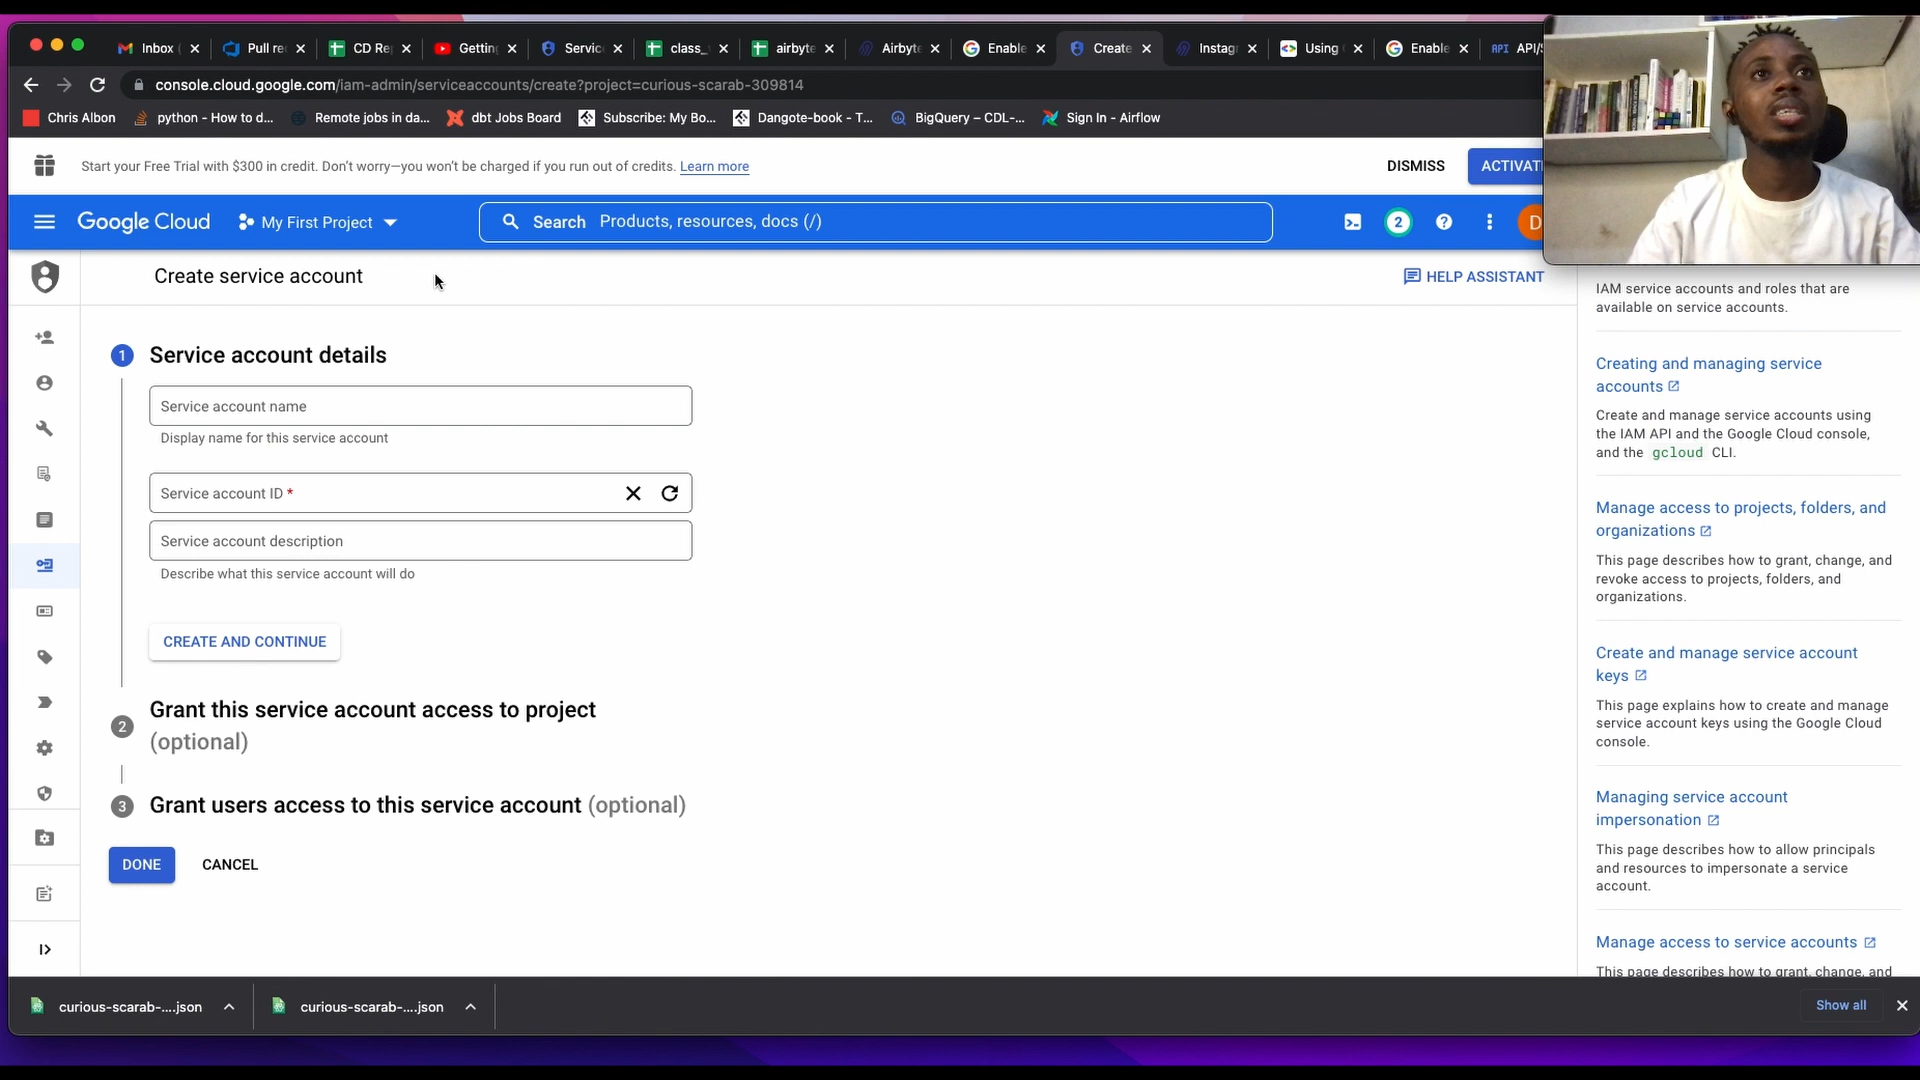 Inbox (
Pull re
CD Re
Gettin
Servic
class_
airbyte
Airbyt
Enable
Create
Instag
Using
Enable
API API/S
console.cloud.google.com/iam-admin/serviceaccounts/create?project=curious-scarab-309814
Chris Albon
python - How to d...
Remote jobs in da...
dbt Jobs Board
Subscribe: My Bo...
Dangote-book - T...
BigQuery – CDL-...
Sign In - Airflow
Start your Free Trial with $300 in credit. Don't worry—you won't be charged if you run out of credits. Learn more
DISMISS
ACTIVAT
Google Cloud
My First Project
Search Products, resources, docs (/)
2
D
Create service account
HELP ASSISTANT
1 Service account details
Service account name
Display name for this service account
Service account ID *
Service account description
Describe what this service account will do
CREATE AND CONTINUE
2 Grant this service account access to project
(optional)
3 Grant users access to this service account (optional)
DONE
CANCEL
IAM service accounts and roles that are
available on service accounts.
Creating and managing service
accounts
Create and manage service accounts using
the IAM API and the Google Cloud console,
and the gcloud CLI.
Manage access to projects, folders, and
organizations
This page describes how to grant, change, and
revoke access to projects, folders, and
organizations.
Create and manage service account
keys
This page explains how to create and manage
service account keys using the Google Cloud
console.
Managing service account
impersonation
This page describes how to allow principals
and resources to impersonate a service
account.
Manage access to service accounts
This page describes how to grant, change, and
curious-scarab-....json
curious-scarab-....json
Show all